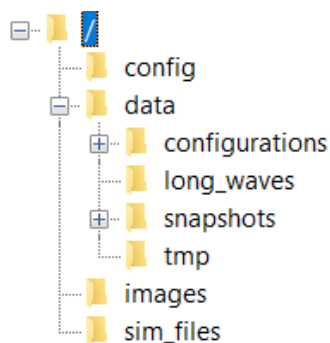 /
config
data
configurations
long_waves
snapshots
tmp
images
sim_files